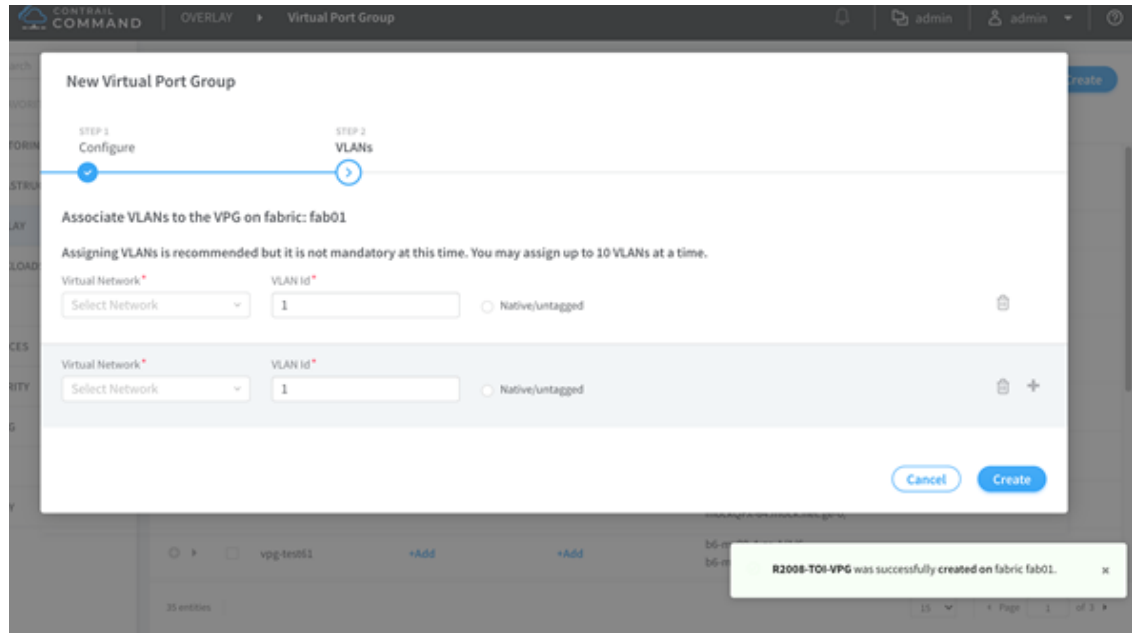 CONTRAIL
COMMAND
OVERLAY
Virtual Port Group
admin
admin
Create
New Virtual Port Group
STEP 1
Configure
STEP 2
VLANs
Associate VLANs to the VPG on fabric: fab01
Assigning VLANs is recommended but it is not mandatory at this time. You may assign up to 10 VLANs at a time.
Virtual Network*
VLAN Id*
Select Network
1
Native/untagged
Virtual Network*
VLAN Id*
Select Network
1
Native/untagged
Cancel
Create
vpg-test61
+Add
+Add
R2008-TOI-VPG was successfully created on fabric fab01.
35 entities
15
Page
1
of 3